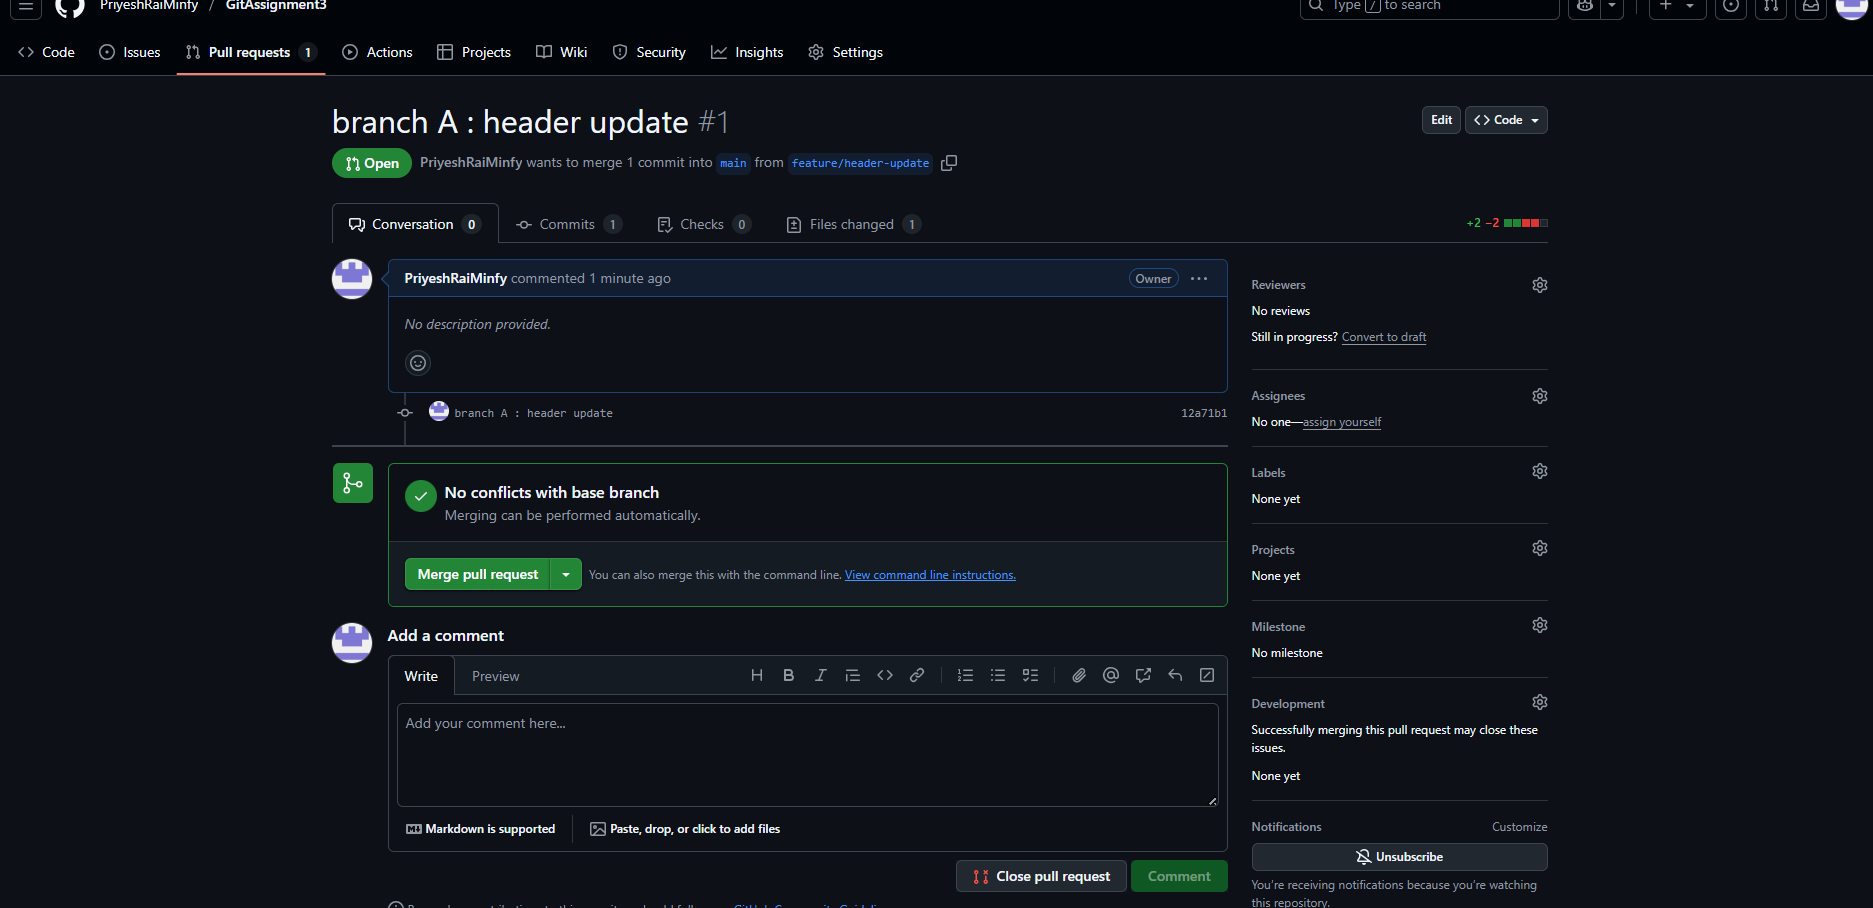 PriyeshRaiMinfy / GitAssignment3
Type / to search
Code
Issues
Pull requests 1
Actions
Projects
Wiki
Security
Insights
Settings
branch A : header update #1
Edit
Code
Open
PriyeshRaiMinfy wants to merge 1 commit into main from feature/header-update
Conversation 0
Commits 1
Checks 0
Files changed 1
+2 −2
PriyeshRaiMinfy commented 1 minute ago
Owner
No description provided.
branch A : header update
12a71b1
No conflicts with base branch
Merging can be performed automatically.
Merge pull request
You can also merge this with the command line. View command line instructions.
Add a comment
Write
Preview
Add your comment here...
Markdown is supported
Paste, drop, or click to add files
Close pull request
Comment
Reviewers
No reviews
Still in progress? Convert to draft
Assignees
No one—assign yourself
Labels
None yet
Projects
None yet
Milestone
No milestone
Development
Successfully merging this pull request may close these
issues.
None yet
Notifications
Customize
Unsubscribe
You're receiving notifications because you're watching
this repository.